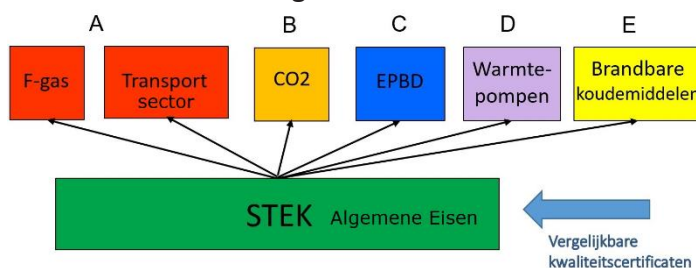 A
B
C
D
E
F-gas
Transport
sector
CO2
EPBD
Warmte-
pompen
Brandbare
koudemiddelen
STEK Algemene Eisen
Vergelijkbare
kwaliteitscertificaten